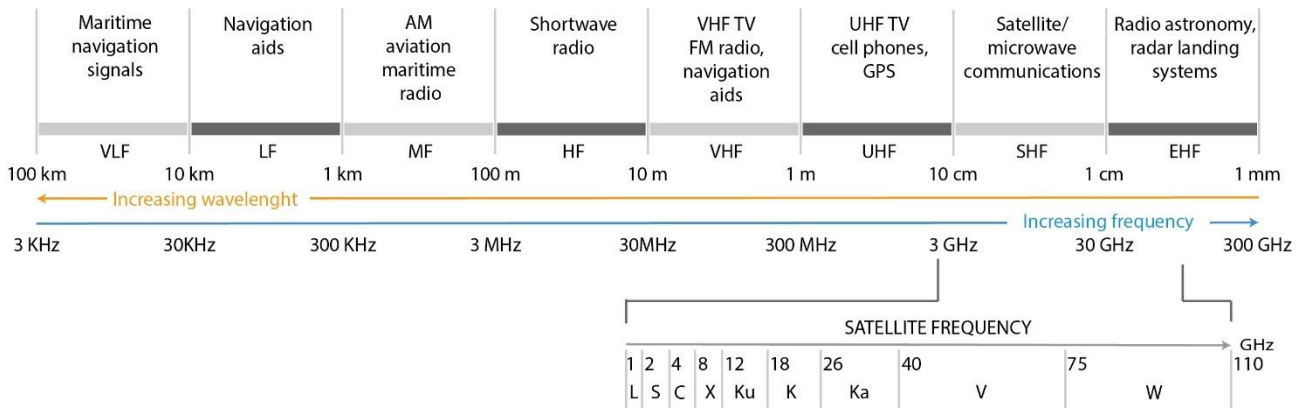 Maritime
navigation
signals
Navigation
aids
AM
aviation
maritime
radio
Shortwave
radio
VHF TV
FM radio,
navigation
aids
UHF TV
cell phones,
GPS
Satellite/
microwave
communications
Radio astronomy,
radar landing
systems
VLF LF MF HF VHF UHF SHF EHF
100 km 10 km 1 km 100 m 10 m 1 m 10 cm 1 cm 1 mm
Increasing wavelenght
Increasing frequency
3 KHz 30KHz 300 KHz 3 MHz 30MHz 300 MHz 3 GHz 30 GHz 300 GHz
SATELLITE FREQUENCY
GHz
1 2 4 8 12 18 26 40 75 110
L S C X Ku K Ka V W